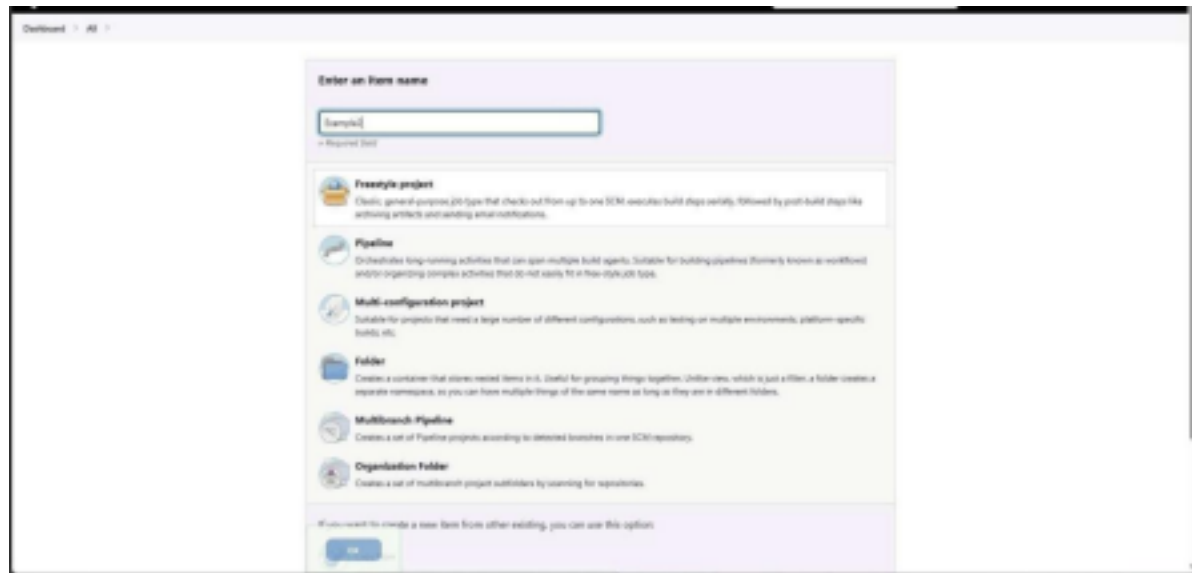 Dashboard > All >
Enter an item name
Example2
» Required field
Freestyle project
Classic, general-purpose job type that checks out from up to one SCM, executes build steps serially, followed by post-build steps like
archiving artifacts and sending email notifications.
Pipeline
Orchestrates long-running activities that can span multiple build agents. Suitable for building pipelines (formerly known as workflows)
and/or organizing complex activities that do not easily fit in free-style job type.
Multi-configuration project
Suitable for projects that need a large number of different configurations, such as testing on multiple environments, platform-specific
builds, etc.
Folder
Creates a container that stores nested items in it. Useful for grouping things together. Unlike view, which is just a filter, a folder creates a
separate namespace, so you can have multiple things of the same name as long as they are in different folders.
Multibranch Pipeline
Creates a set of Pipeline projects according to detected branches in one SCM repository.
Organization Folder
Creates a set of multibranch project subfolders by scanning for repositories.
If you want to create a new item from other existing, you can use this option:
OK